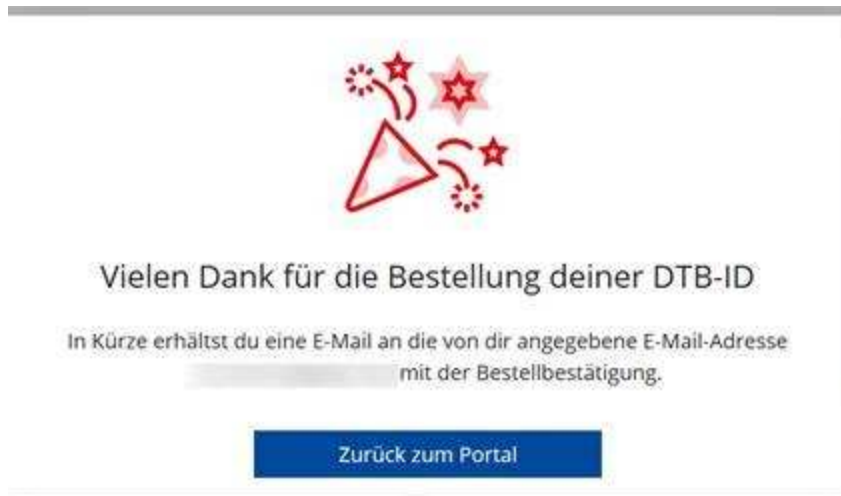 Vielen Dank für die Bestellung deiner DTB-ID
In Kürze erhältst du eine E-Mail an die von dir angegebene E-Mail-Adresse
mit der Bestellbestätigung.
Zurück zum Portal